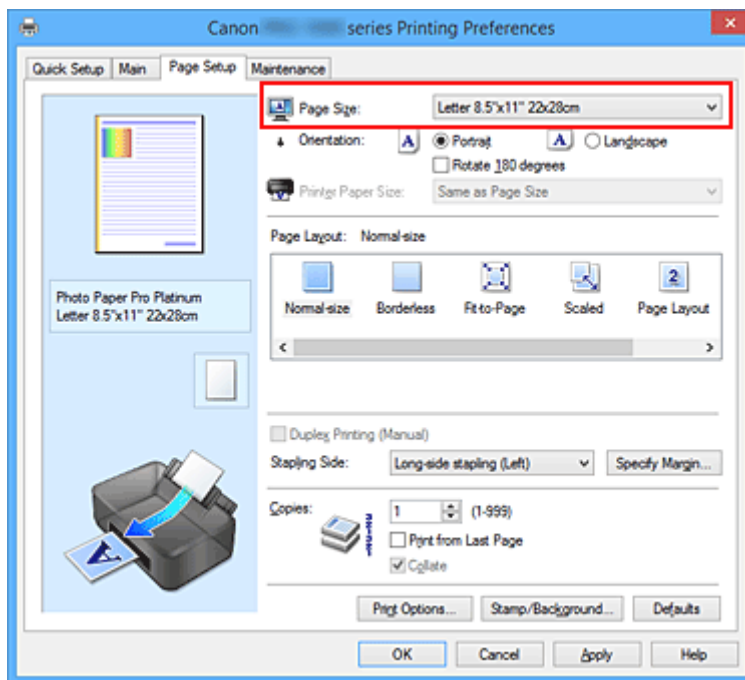 Canon series Printing Preferences
Quick Setup Main Page Setup Maintenance
Page Size: Letter 8.5"x11" 22x28cm
Orientation: A Portrait A Landscape
Rotate 180 degrees
Printer Paper Size: Same as Page Size
Page Layout: Normal-size
2
Normal-size Borderless Fit-to-Page Scaled Page Layout
Photo Paper Pro Platinum
Letter 8.5"x11" 22x28cm
Duplex Printing (Manual)
Stapling Side: Long-side stapling (Left) Specify Margin...
Copies: 1 (1-999)
Print from Last Page
Collate
A
Print Options... Stamp/Background... Defaults
OK Cancel Apply Help